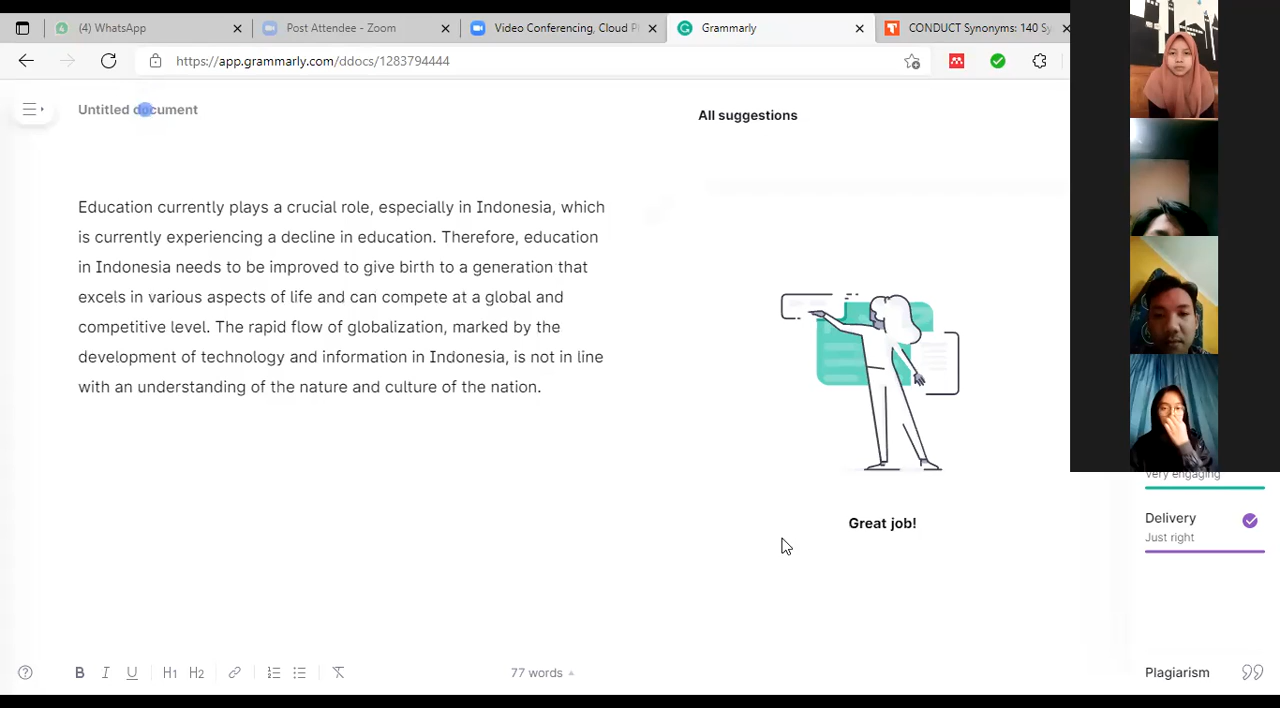 (4) WhatsApp
Post Attendee - Zoom
Video Conferencing, Cloud P
Grammarly
CONDUCT Synonyms: 140 Sy
https://app.grammarly.com/ddocs/1283794444
Untitled document
All suggestions
Education currently plays a crucial role, especially in Indonesia, which
is currently experiencing a decline in education. Therefore, education
in Indonesia needs to be improved to give birth to a generation that
excels in various aspects of life and can compete at a global and
competitive level. The rapid flow of globalization, marked by the
development of technology and information in Indonesia, is not in line
with an understanding of the nature and culture of the nation.
Great job!
Very engaging
Delivery
Just right
B I U H1 H2
77 words
Plagiarism